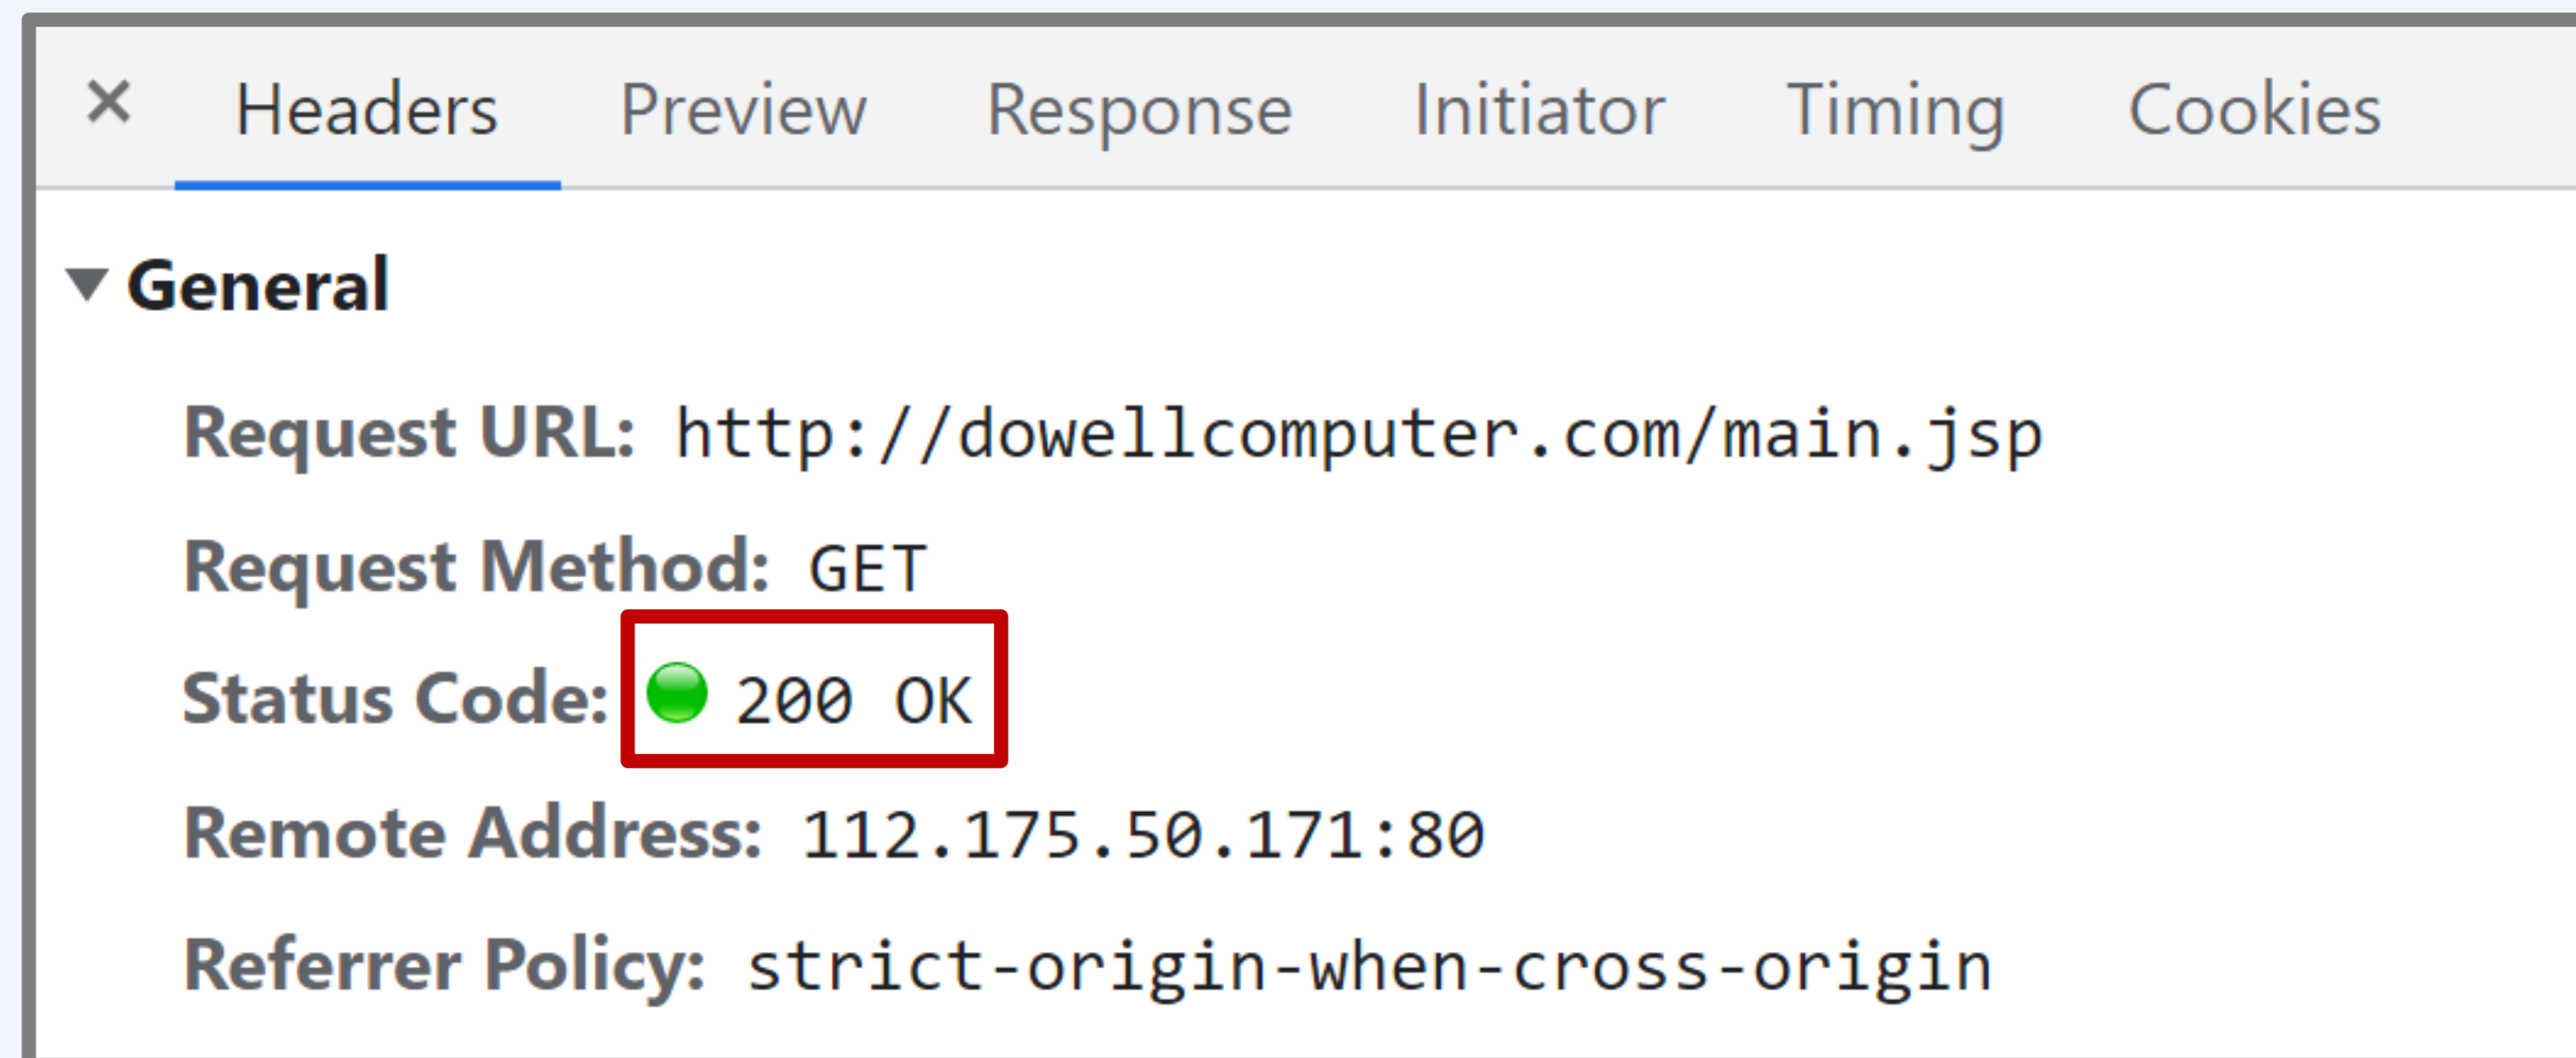 × Headers Preview Response Initiator Timing Cookies
▼ General
Request URL: http://dowellcomputer.com/main.jsp
Request Method: GET
Status Code: 200 OK
Remote Address: 112.175.50.171:80
Referrer Policy: strict-origin-when-cross-origin